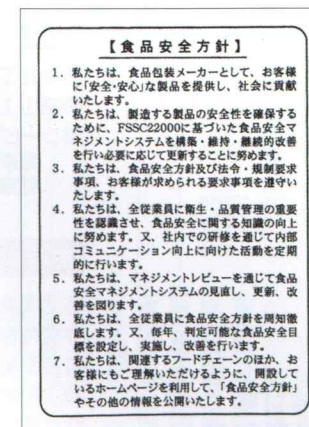 【食品安全方針】
1. 私たちは、食品包装メーカーとして、お客様
に「安全・安心」な製品を提供し、社会に貢献
いたします。
2. 私たちは、製造する製品の安全性を確保する
ために、FSSC22000に基づいた食品安全マ
ネジメントシステムを構築・維持・継続的改善
を行い必要に応じて更新することに努めます。
3. 私たちは、食品安全方針及び法令・規制要求
事項、お客様が求められる要求事項を遵守い
たします。
4. 私たちは、全従業員に衛生・品質管理の重要
性を認識させ、食品安全に関する知識の向上
に努めます。又、社内での研修を通じて内部
コミュニケーション向上に向けた活動を定期
的に行います。
5. 私たちは、マネジメントレビューを通じて食品
安全マネジメントシステムの見直し、更新、改
善を図ります。
6. 私たちは、全従業員に食品安全方針を周知徹
底します。又、毎年、判定可能な食品安全目
標を設定し、実施し、改善を行います。
7. 私たちは、関連するフードチェーンのほか、お
客様にもご理解いただけるように、開設して
いるホームページを利用して、「食品安全方針」
やその他の情報を公開いたします。